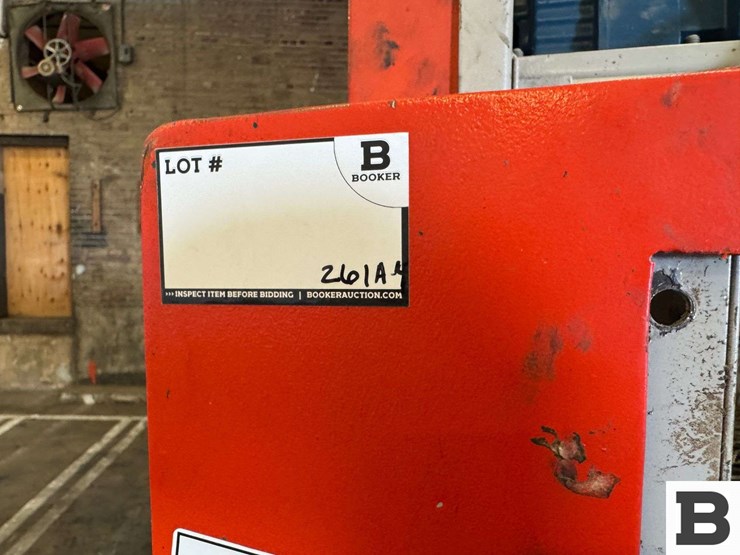 LOT #
B
BOOKER
261A
››› INSPECT ITEM BEFORE BIDDING | BOOKERAUCTION.COM
B